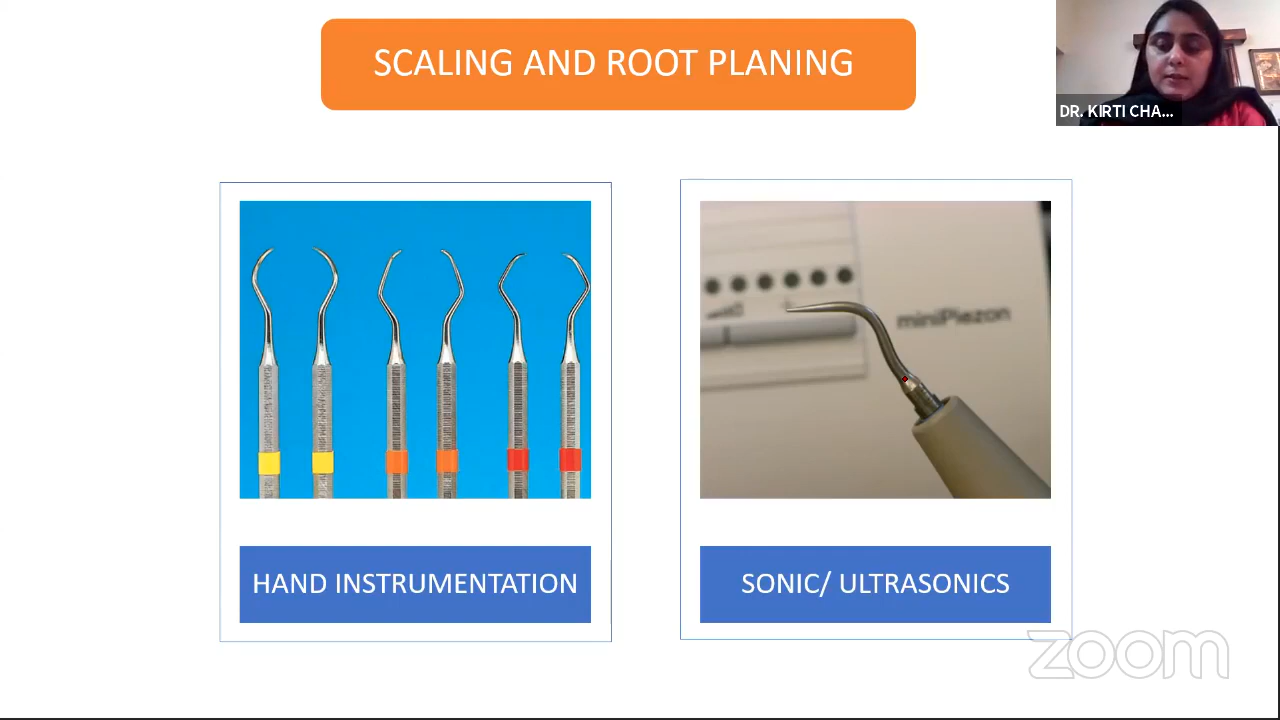 SCALING AND ROOT PLANING
DR. KIRTI CHA...
miniPiezon
HAND INSTRUMENTATION
SONIC/ ULTRASONICS
zoom